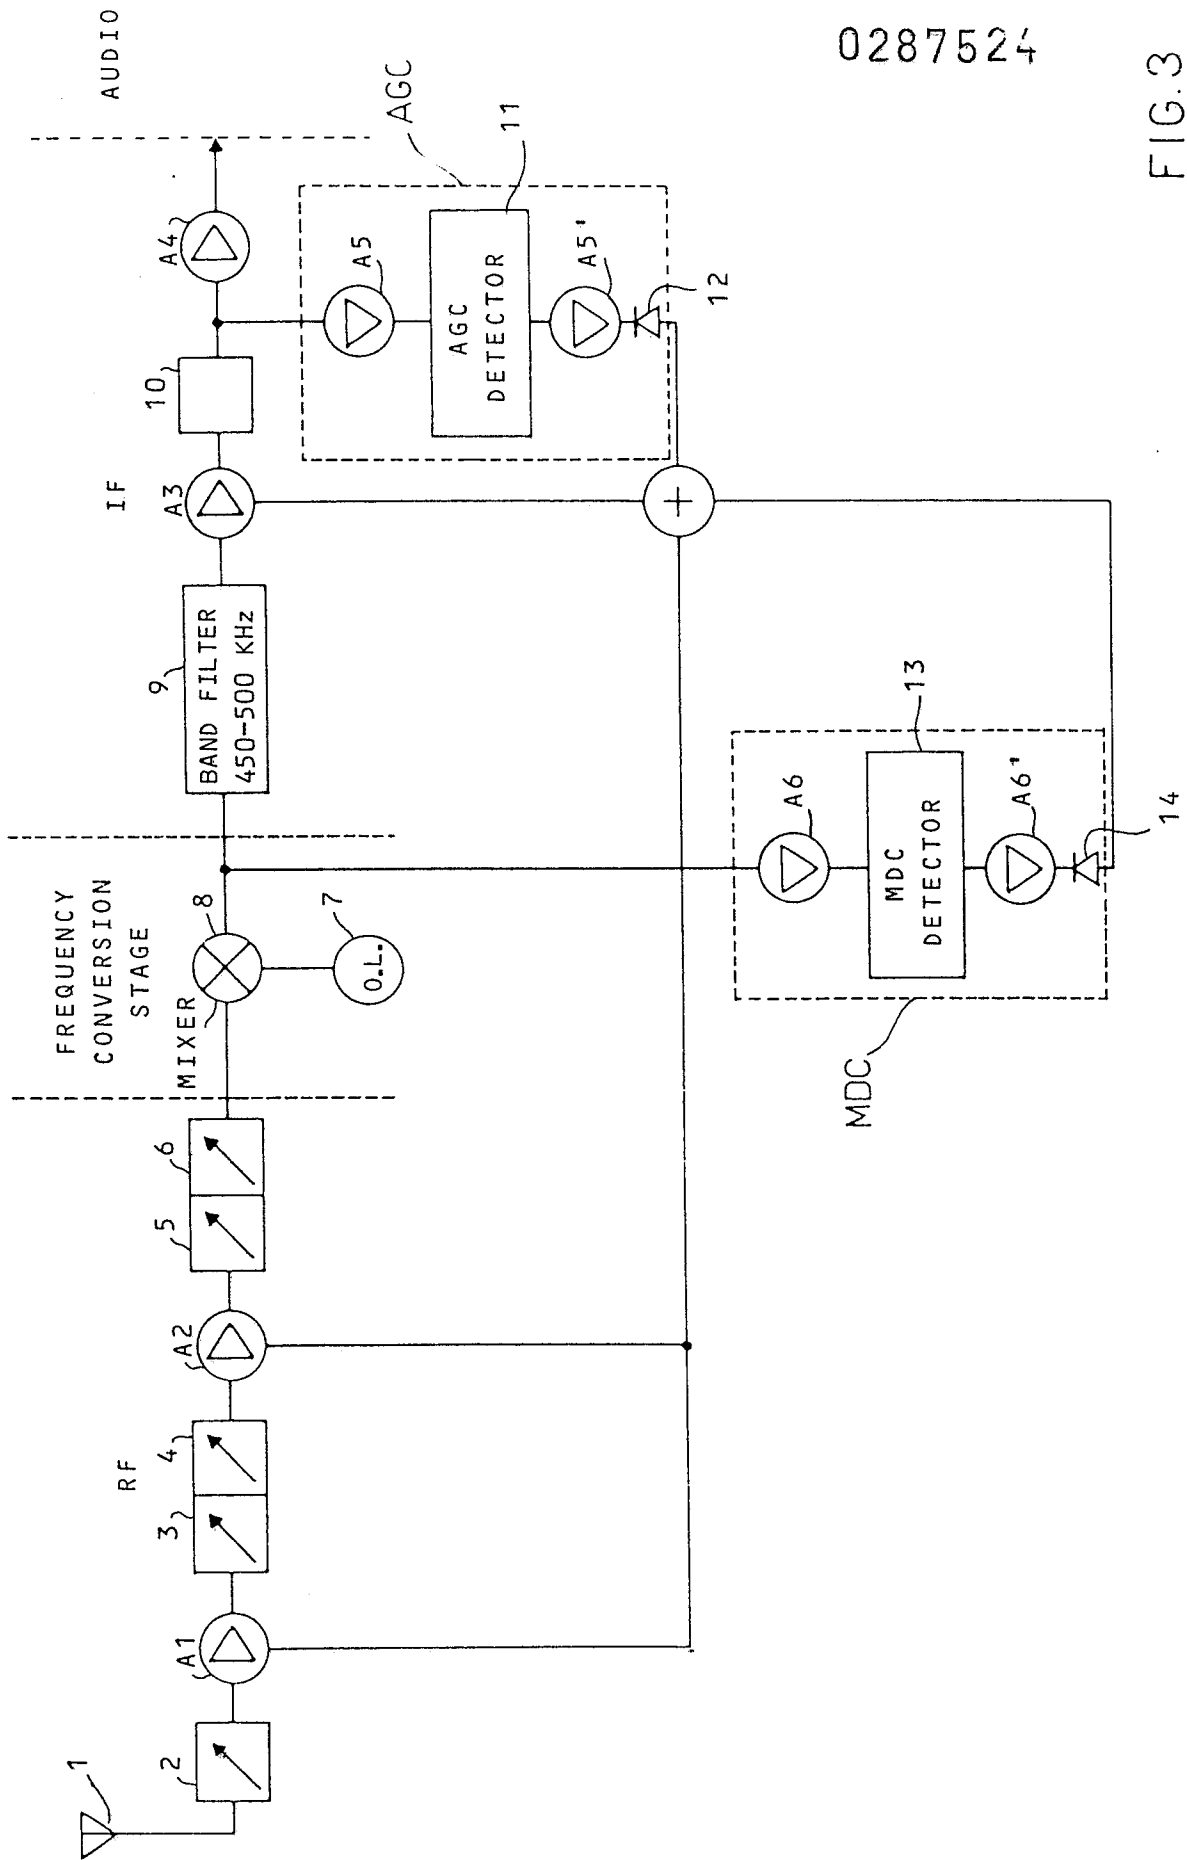 0287524
FREQUENCY
CONVERSION
STAGE
RF
IF
AUDIO
1
2
A1
3
4
A2
5
6
MIXER
8
7
O.L.
9
BAND FILTER
450-500 KHz
A3
10
A4
AGC
A5
AGC
DETECTOR
11
A5'
12
+
MDC
A6
MDC
DETECTOR
13
A6'
14
FIG.3